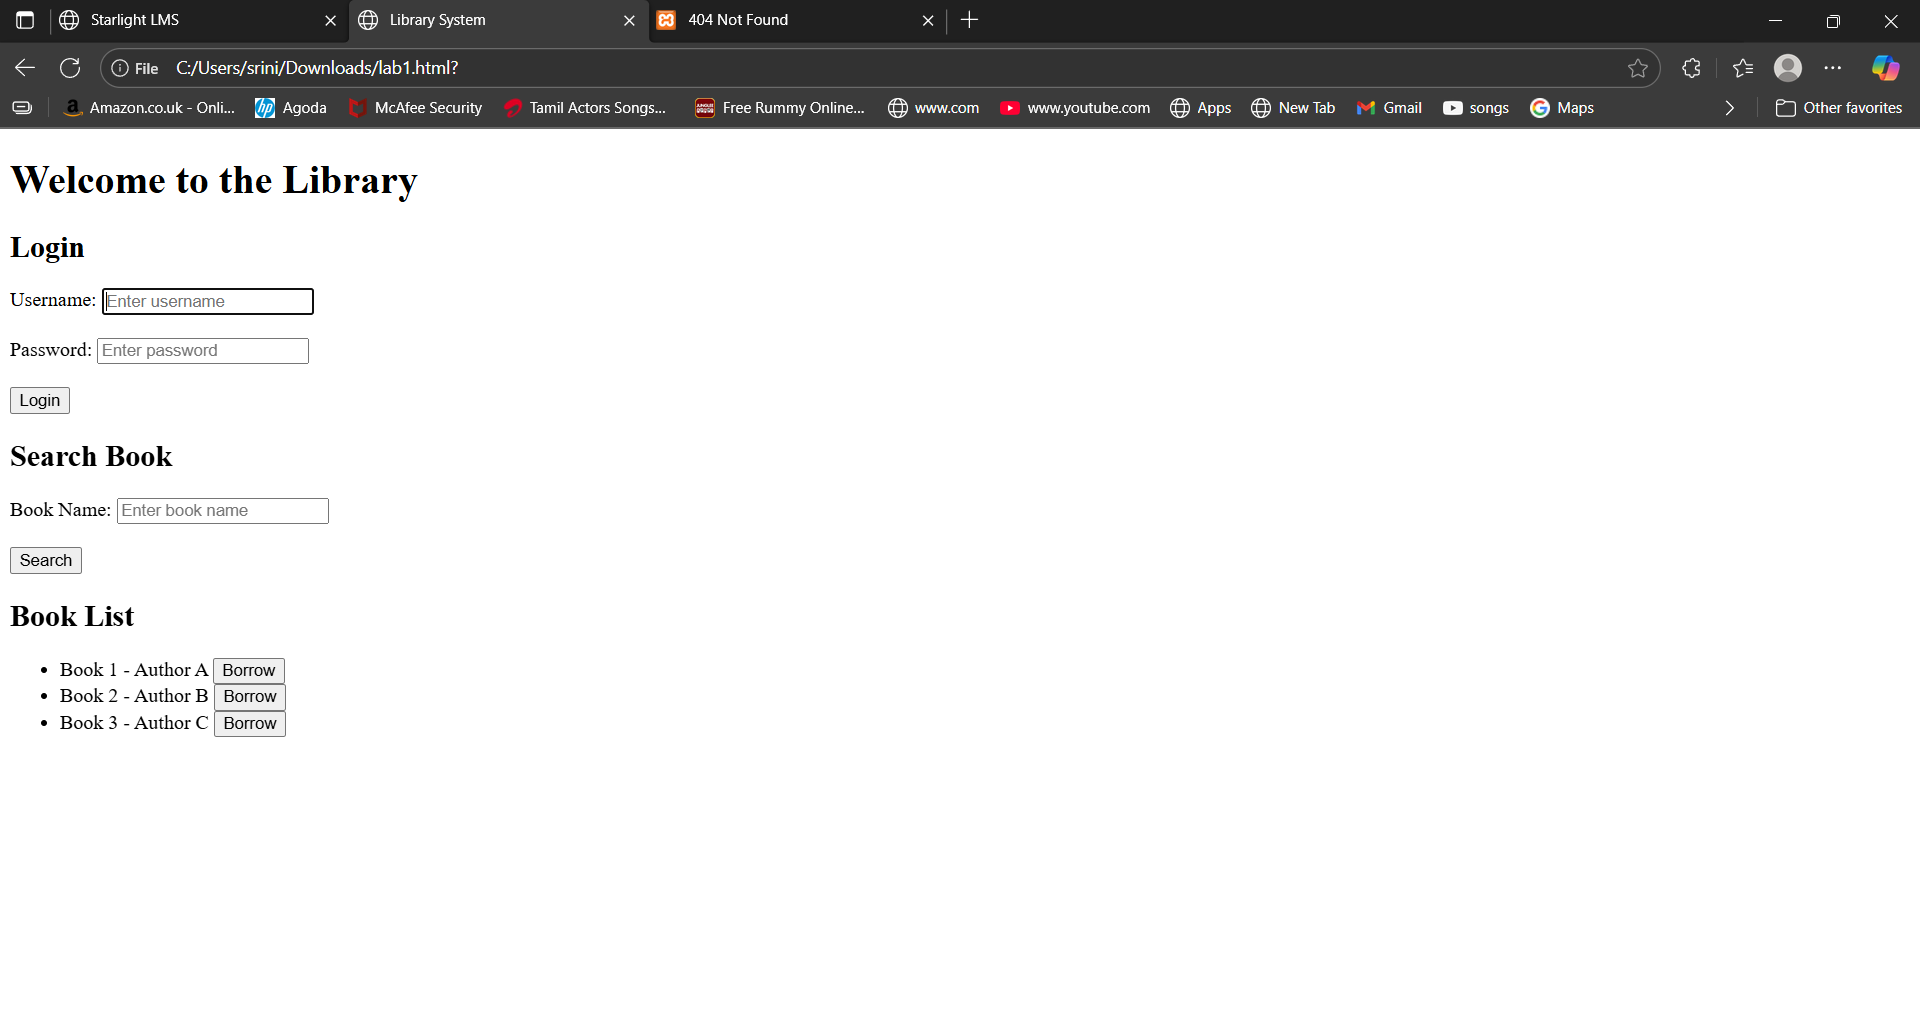 Starlight LMS
Library System
404 Not Found
File C:/Users/srini/Downloads/lab1.html?
Amazon.co.uk - Onli... Agoda McAfee Security Tamil Actors Songs... Free Rummy Online... www.com www.youtube.com Apps New Tab Gmail songs Maps Other favorites
Welcome to the Library
Login
Username: Enter username
Password: Enter password
Login
Search Book
Book Name: Enter book name
Search
Book List
• Book 1 - Author A Borrow
• Book 2 - Author B Borrow
• Book 3 - Author C Borrow